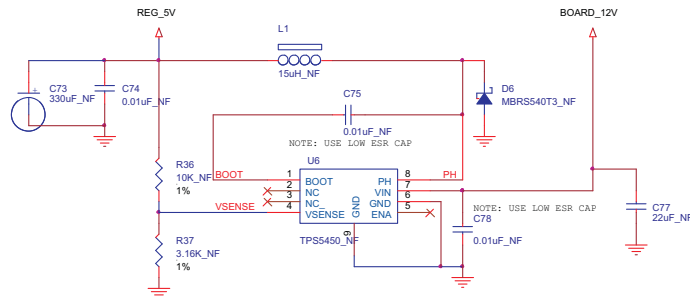 REG_5V
BOARD_12V
L1
15uH_NF
C73
330uF_NF
C74
0.01uF_NF
C75
0.01uF_NF
NOTE: USE LOW ESR CAP
D6
MBRS540T3_NF
U6
R36
10K_NF
1%
BOOT
1
2
3
4
BOOT
NC
NC_
VSENSE
GND
9
PH
VIN
GND
ENA
8
7
6
5
PH
VSENSE
TPS5450_NF
NOTE: USE LOW ESR CAP
C78
0.01uF_NF
C77
22uF_NF
R37
3.16K_NF
1%